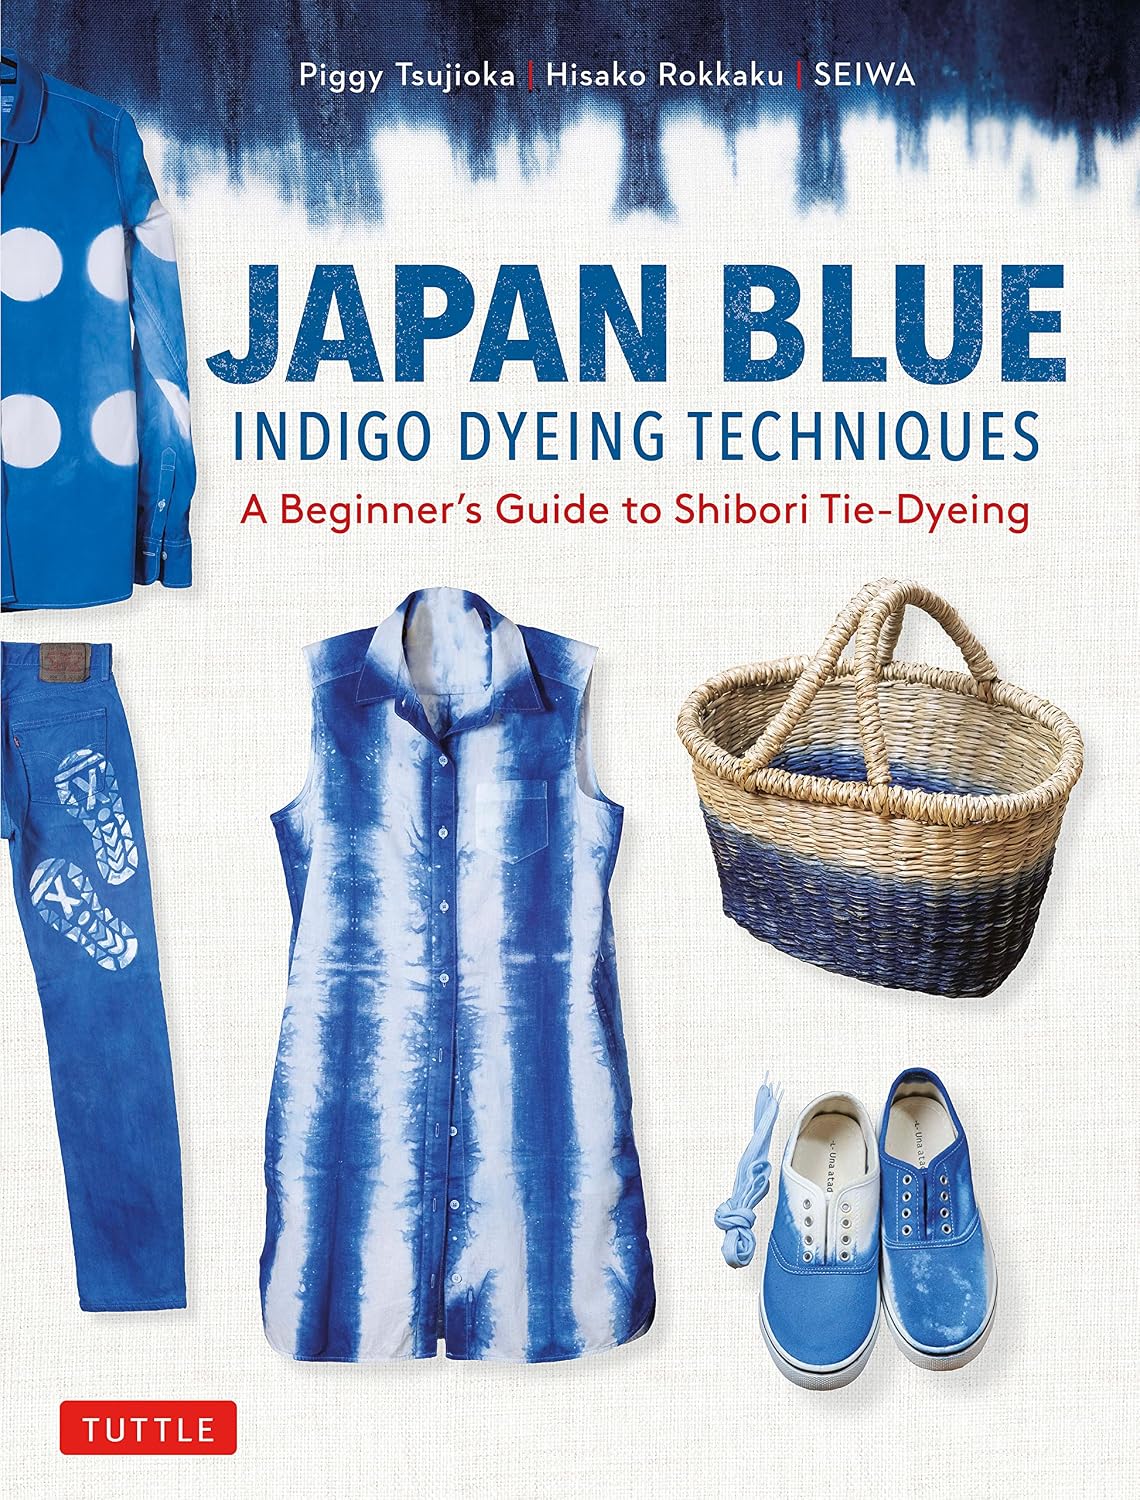 Piggy Tsujioka | Hisako Rokkaku | SEIWA
JAPAN BLUE
INDIGO DYEING TECHNIQUES
A Beginner's Guide to Shibori Tie-Dyeing
TUTTLE